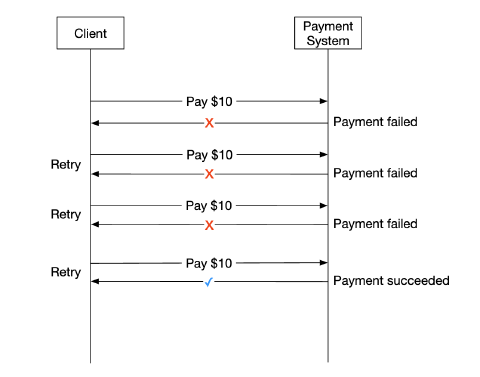 Client
Payment
System
Pay $10
X
Payment failed
Pay $10
Retry
X
Payment failed
Pay $10
Retry
X
Payment failed
Pay $10
Retry
✓
Payment succeeded